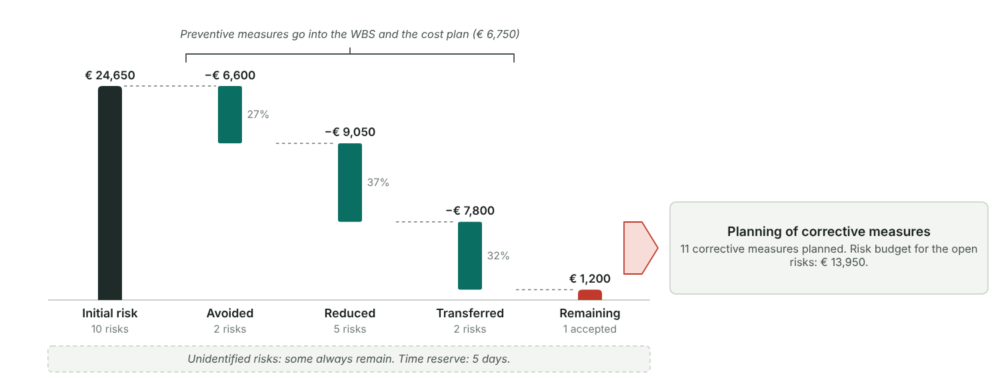 Preventive measures go into the WBS and the cost plan (€ 6,750)
€ 24,650
−€ 6,600
27%
−€ 9,050
37%
−€ 7,800
32%
€ 1,200
Planning of corrective measures
11 corrective measures planned. Risk budget for the open
risks: € 13,950.
Initial risk
10 risks
Avoided
2 risks
Reduced
5 risks
Transferred
2 risks
Remaining
1 accepted
Unidentified risks: some always remain. Time reserve: 5 days.